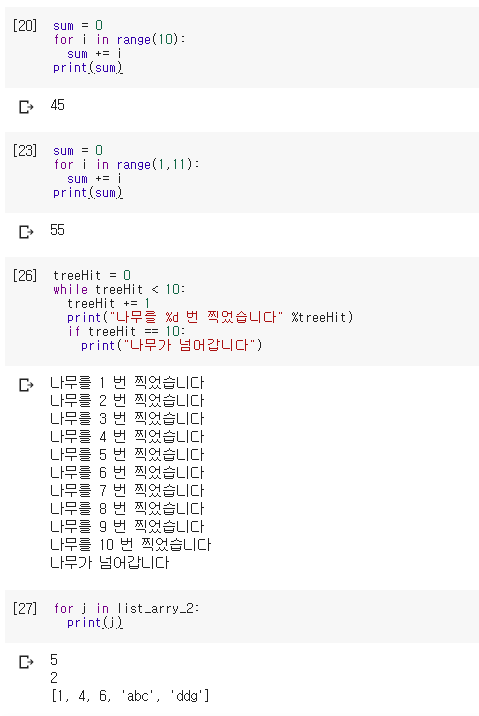 [20] sum = 0
for i in range(10):
  sum += i
print(sum)
45
[23] sum = 0
for i in range(1,11):
  sum += i
print(sum)
55
[26] treeHit = 0
while treeHit < 10:
  treeHit += 1
  print("나무를 %d 번 찍었습니다" %treeHit)
  if treeHit == 10:
    print("나무가 넘어갑니다")
나무를 1 번 찍었습니다
나무를 2 번 찍었습니다
나무를 3 번 찍었습니다
나무를 4 번 찍었습니다
나무를 5 번 찍었습니다
나무를 6 번 찍었습니다
나무를 7 번 찍었습니다
나무를 8 번 찍었습니다
나무를 9 번 찍었습니다
나무를 10 번 찍었습니다
나무가 넘어갑니다
[27] for j in list_arry_2:
  print(j)
5
2
[1, 4, 6, 'abc', 'ddg']